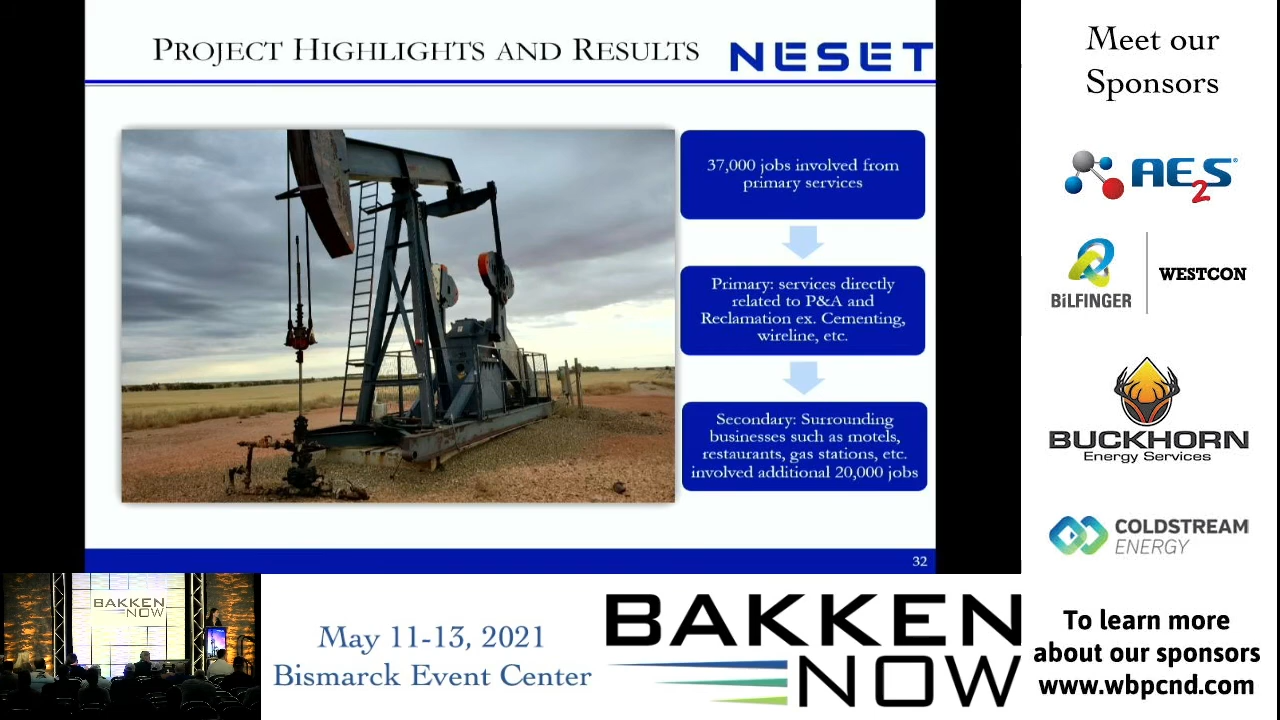 PROJECT HIGHLIGHTS AND RESULTS
NESET
37,000 jobs involved from
primary services
Primary: services directly
related to P&A and
Reclamation ex. Cementing,
wireline, etc.
Secondary: Surrounding
businesses such as motels,
restaurants, gas stations, etc.
involved additional 20,000 jobs
32
Meet our
Sponsors
AE2S
BiLFINGER
WESTCON
BUCKHORN
Energy Services
COLDSTREAM
ENERGY
To learn more
about our sponsors
www.wbpcnd.com
BAKKEN
NOW
May 11-13, 2021
Bismarck Event Center
BAKKEN
NOW